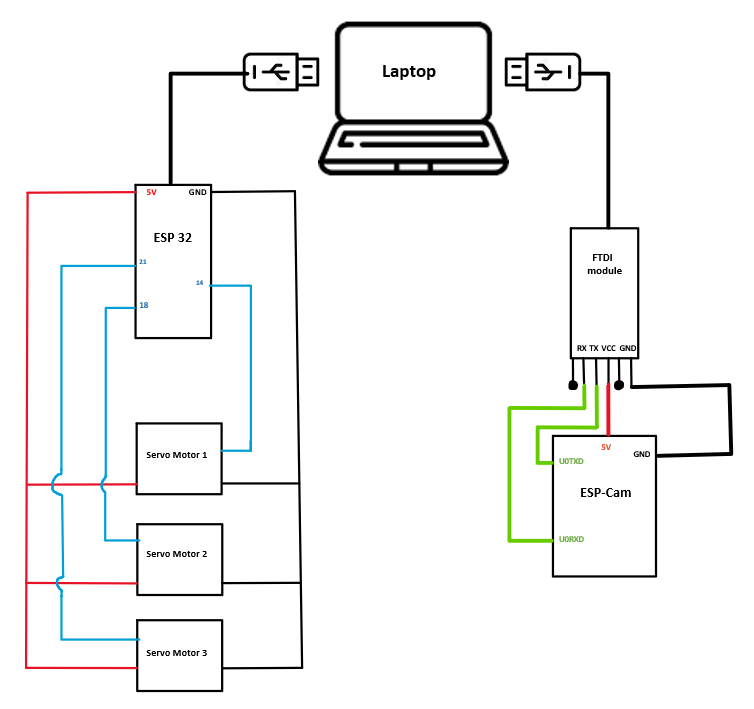 Laptop
5V GND
ESP 32
21
14
18
FTDI
module
RX TX VCC GND
Servo Motor 1
Servo Motor 2
Servo Motor 3
5V
GND
U0TXD
ESP-Cam
U0RXD